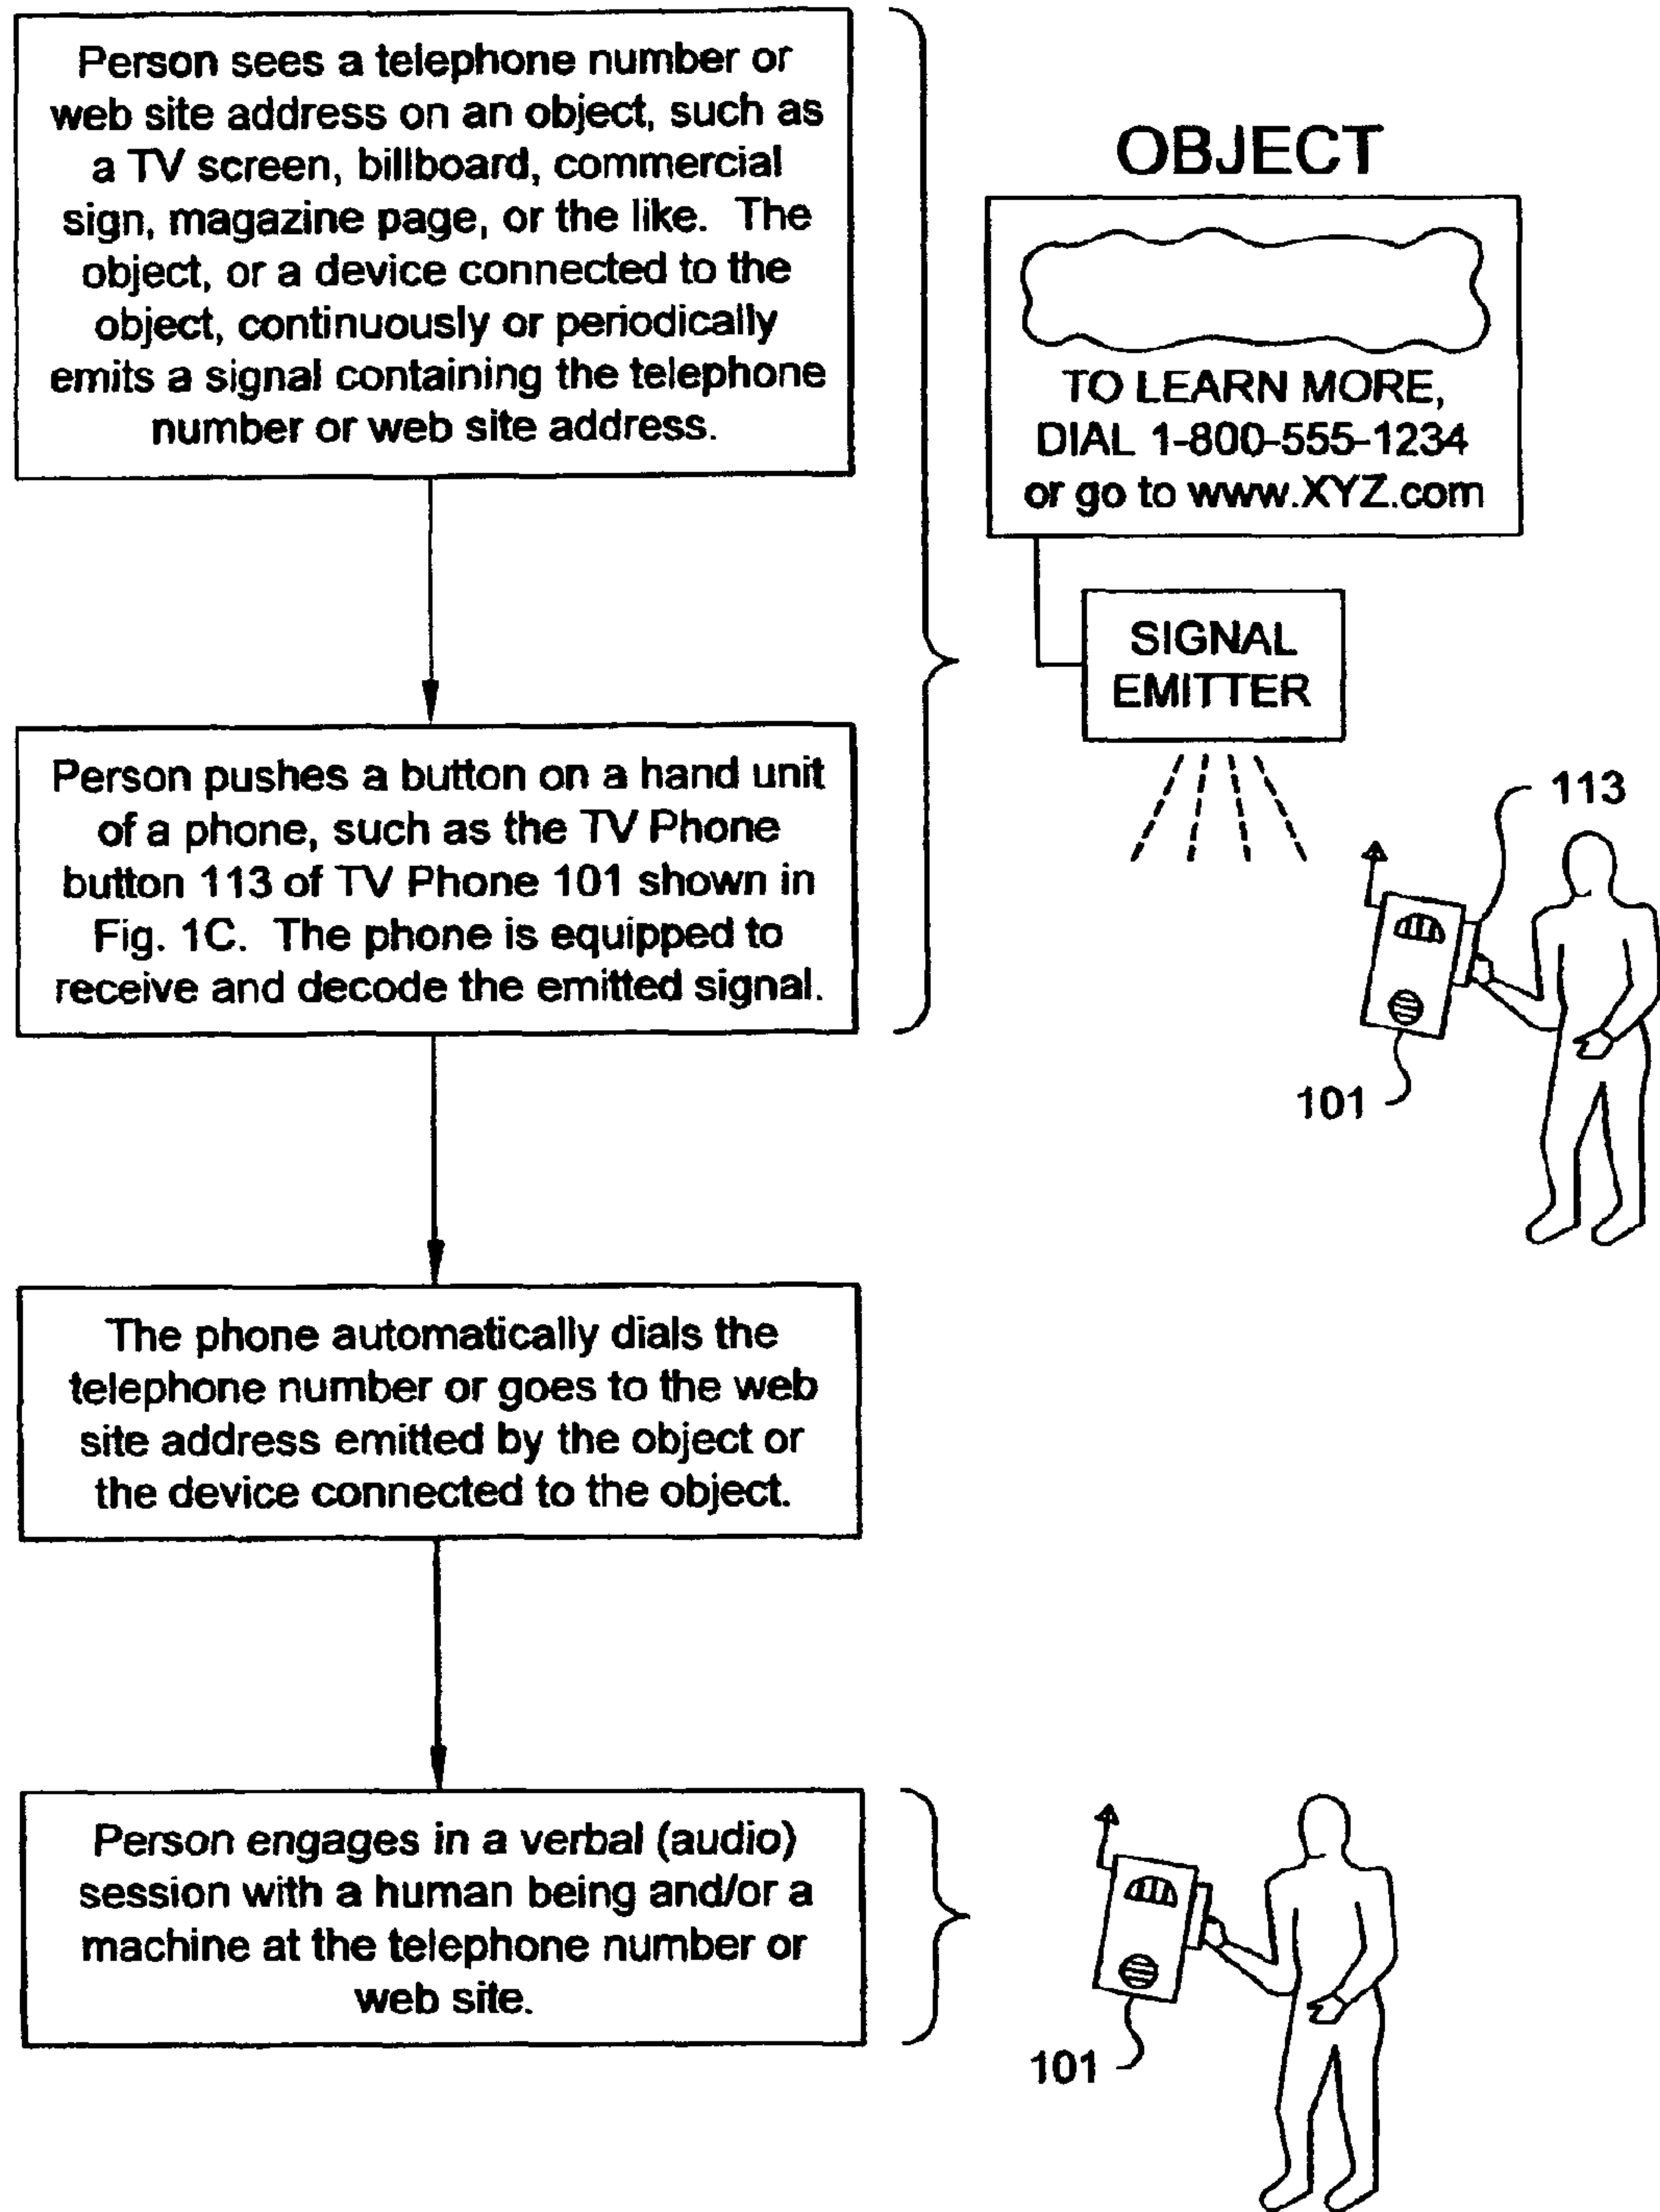 Person sees a telephone number or
web site address on an object, such as
a TV screen, billboard, commercial
sign, magazine page, or the like. The
object, or a device connected to the
object, continuously or periodically
emits a signal containing the telephone
number or web site address.
OBJECT
TO LEARN MORE,
DIAL 1-800-555-1234
or go to www.XYZ.com
SIGNAL
EMITTER
Person pushes a button on a hand unit
of a phone, such as the TV Phone
button 113 of TV Phone 101 shown in
Fig. 1C. The phone is equipped to
receive and decode the emitted signal.
113
101
The phone automatically dials the
telephone number or goes to the web
site address emitted by the object or
the device connected to the object.
Person engages in a verbal (audio)
session with a human being and/or a
machine at the telephone number or
web site.
101